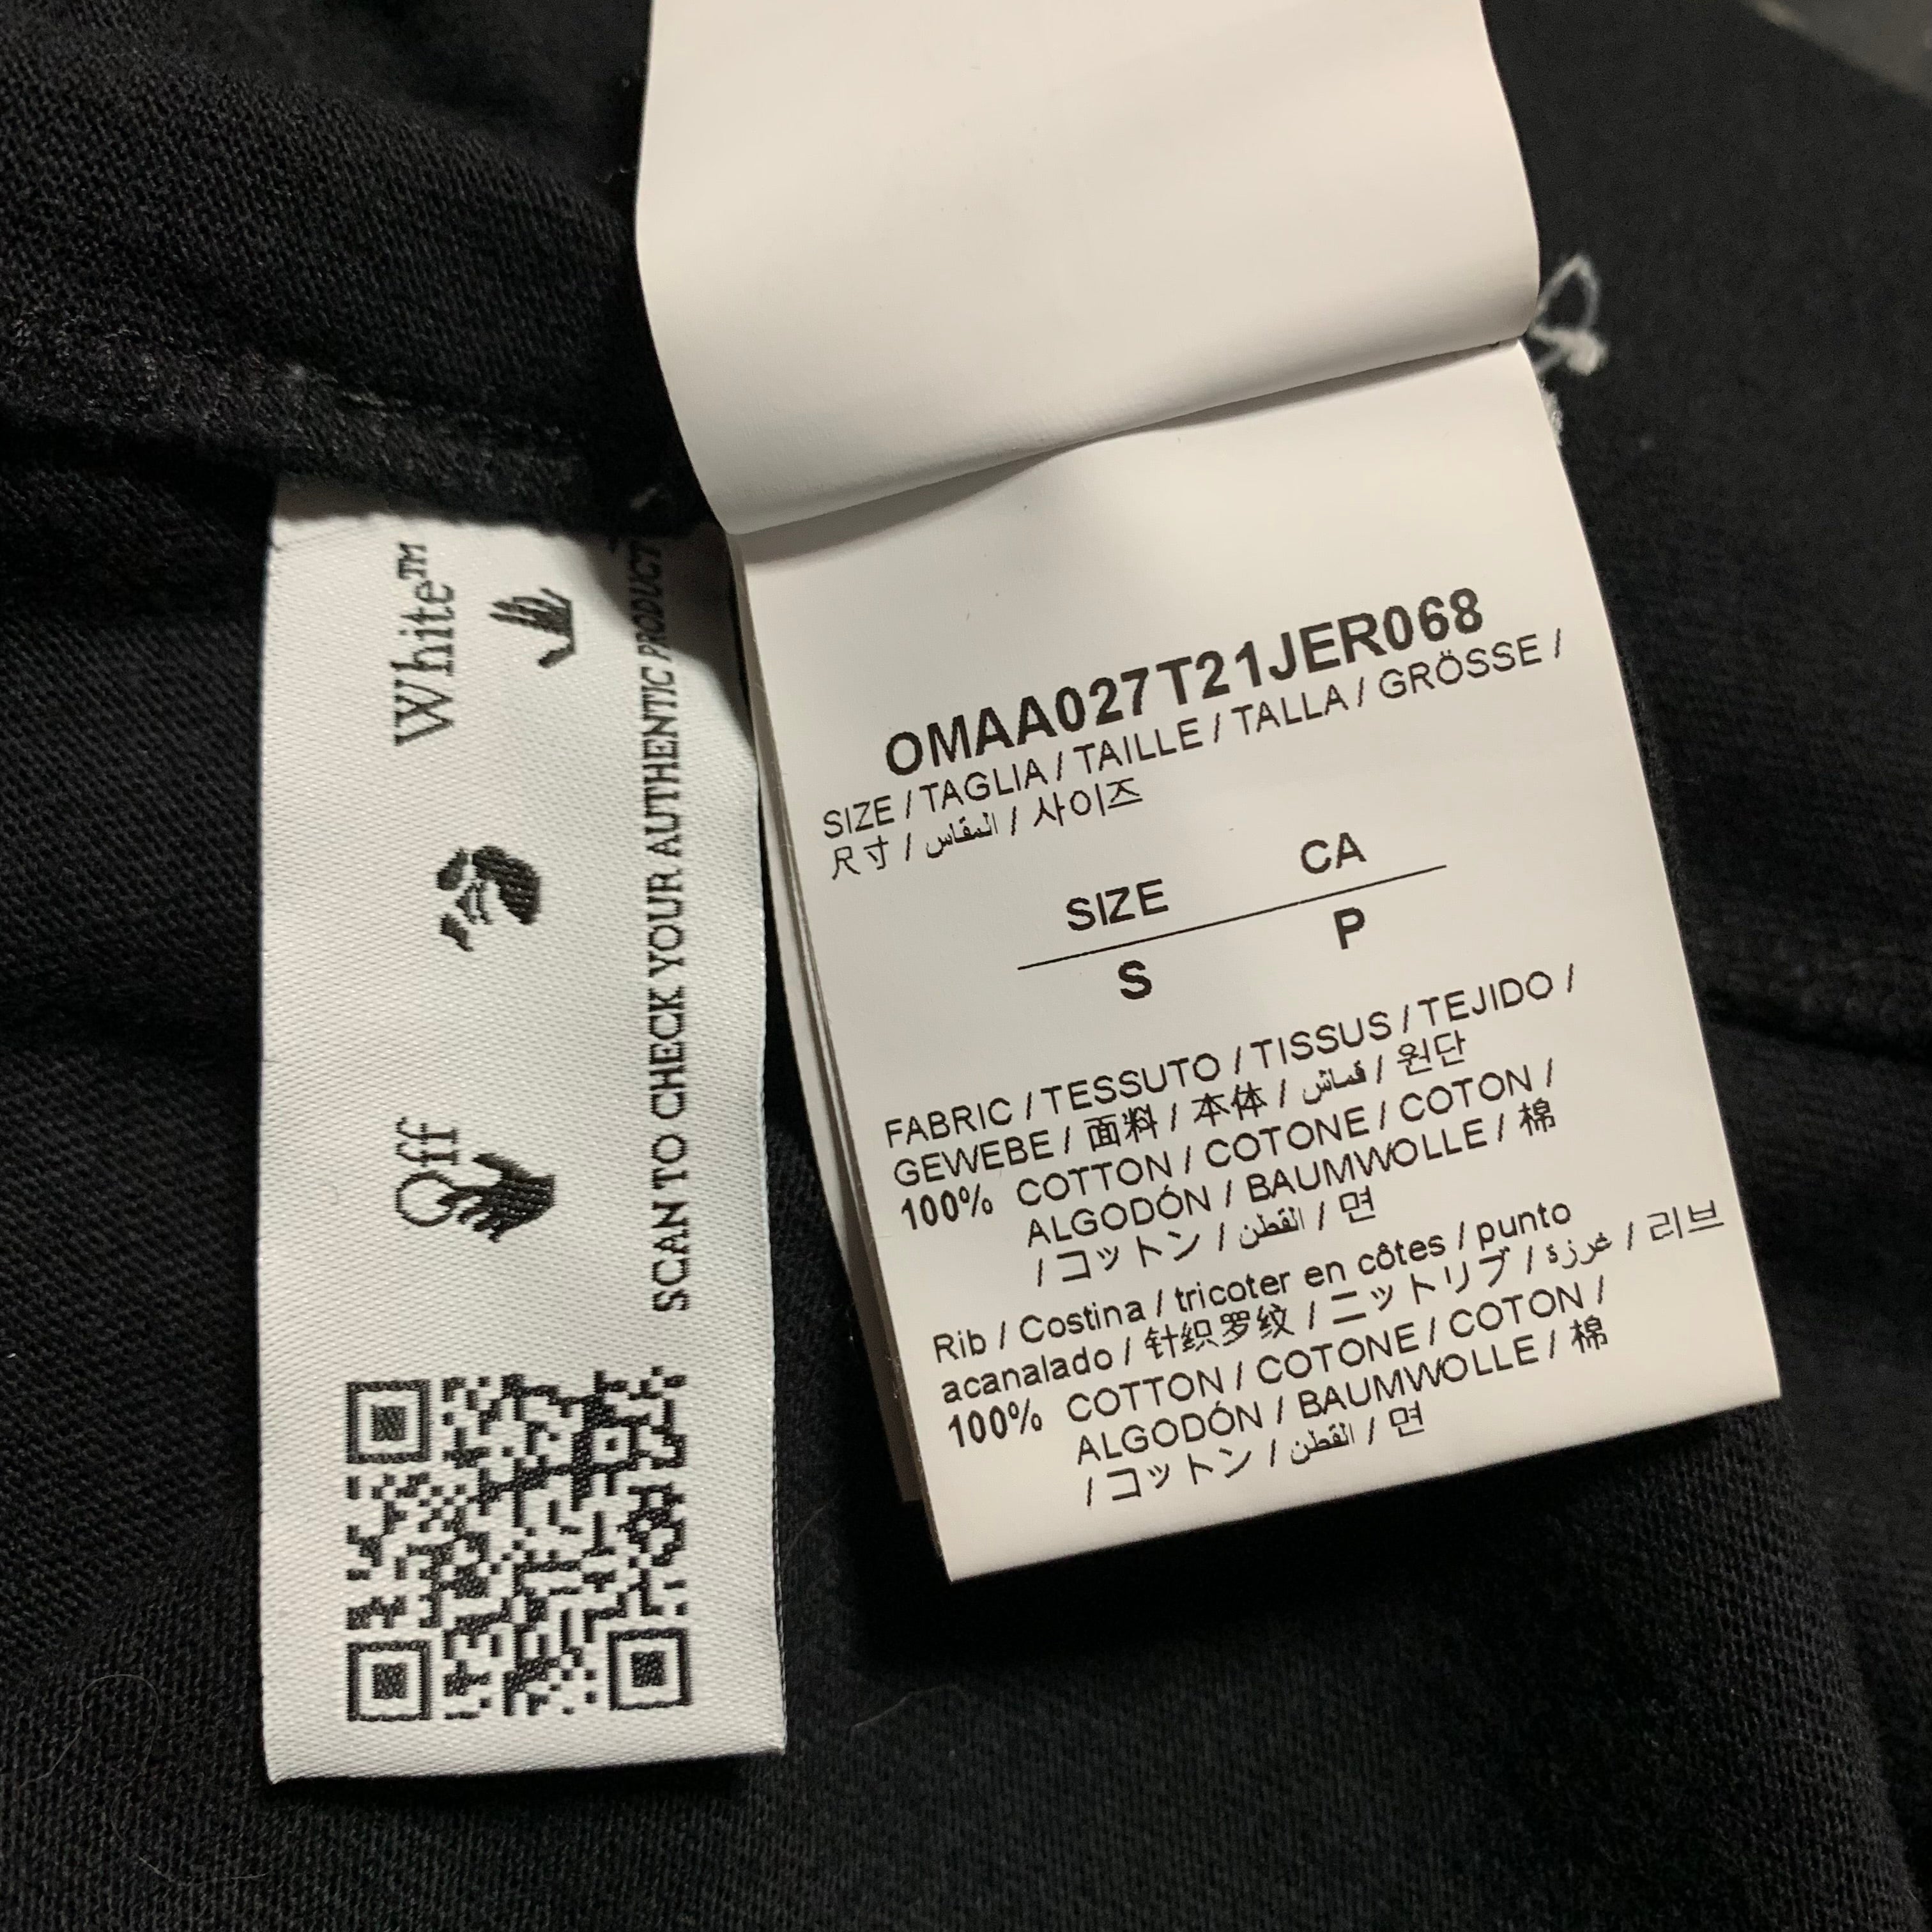 Off White™
SCAN TO CHECK YOUR AUTHENTIC PRODUCT
OMAA027T21JER068
SIZE / TAGLIA / TAILLE / TALLA / GRÖSSE /
尺寸 / المقاس / 사이즈
SIZE CA
S P
FABRIC / TESSUTO / TISSUS / TEJIDO /
GEWEBE / 面料 / 本体 / قماش / 원단
100% COTTON / COTONE / COTON /
ALGODÓN / BAUMWOLLE / 棉
/ コットン / القطن / 면
Rib / Costina / tricoter en côtes / punto
acanalado / 针织罗纹 / ニットリブ / غرزة / 리브
100% COTTON / COTONE / COTON /
ALGODÓN / BAUMWOLLE / 棉
/ コットン / القطن / 면